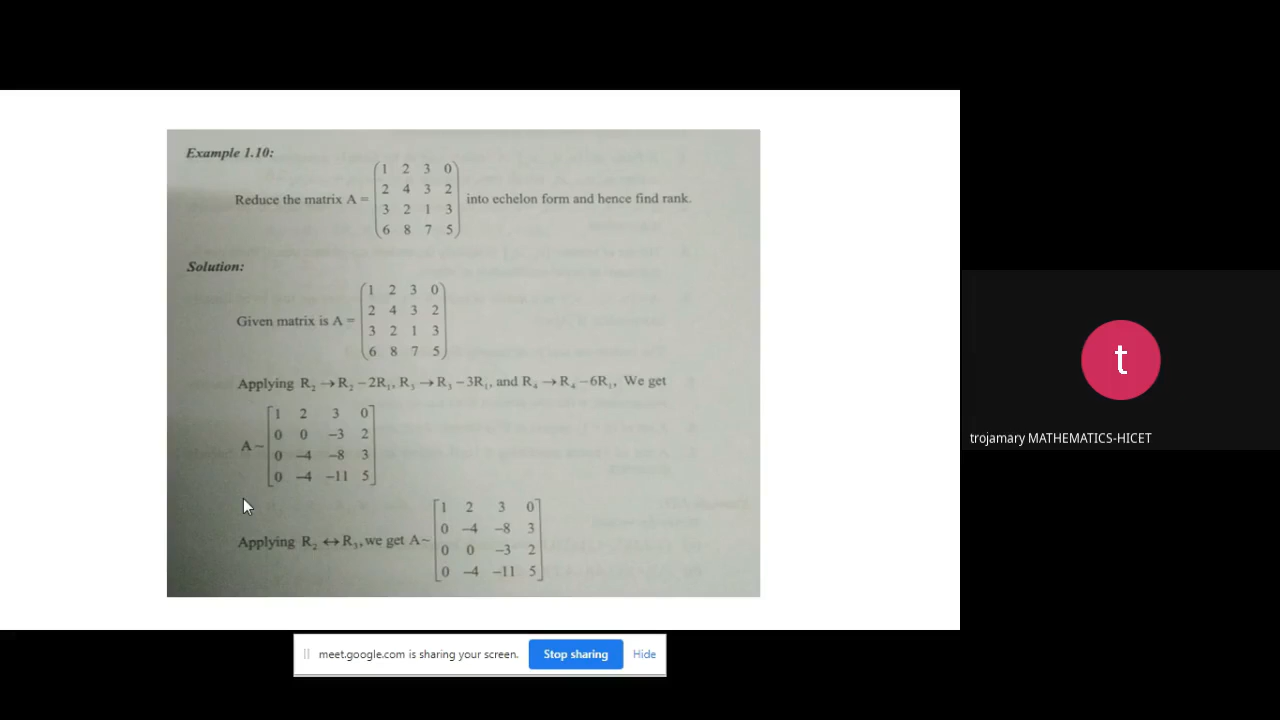 Example 1.10:
1 2 3 0
2 4 3 2
Reduce the matrix A = into echelon form and hence find rank.
3 2 1 3
6 8 7 5
Solution:
1 2 3 0
2 4 3 2
Given matrix is A =
3 2 1 3
6 8 7 5
Applying R₂ → R₂ – 2R₁, R₃ → R₃ – 3R₁, and R₄ → R₄ – 6R₁, We get
1 2 3 0
0 0 –3 2
A ~
0 –4 –8 3
0 –4 –11 5
1 2 3 0
0 –4 –8 3
Applying R₂ ↔ R₃, we get A ~
0 0 –3 2
0 –4 –11 5
t
trojamary MATHEMATICS-HICET
meet.google.com is sharing your screen. Stop sharing Hide